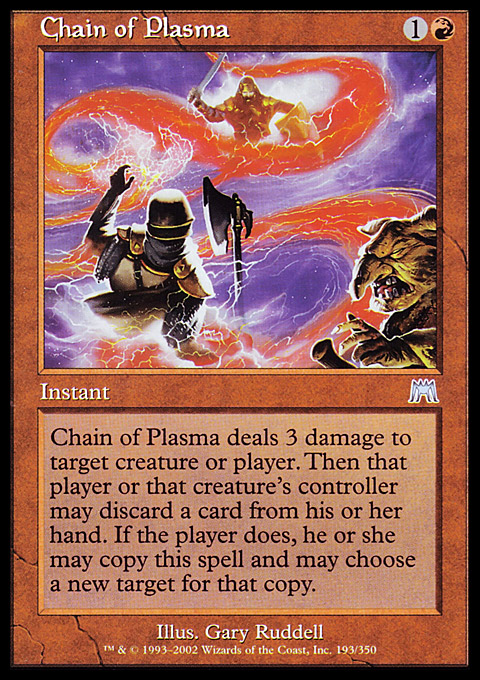 Chain of Plasma 1
Instant
Chain of Plasma deals 3 damage to
target creature or player. Then that
player or that creature's controller
may discard a card from his or her
hand. If the player does, he or she
may copy this spell and may choose
a new target for that copy.
Illus. Gary Ruddell
™ & © 1993–2002 Wizards of the Coast, Inc. 193/350